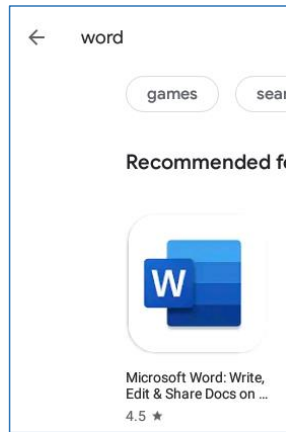 word
games
Recommended
W
Microsoft Word: Write,
Edit & Share Docs on ...
4.5 ★